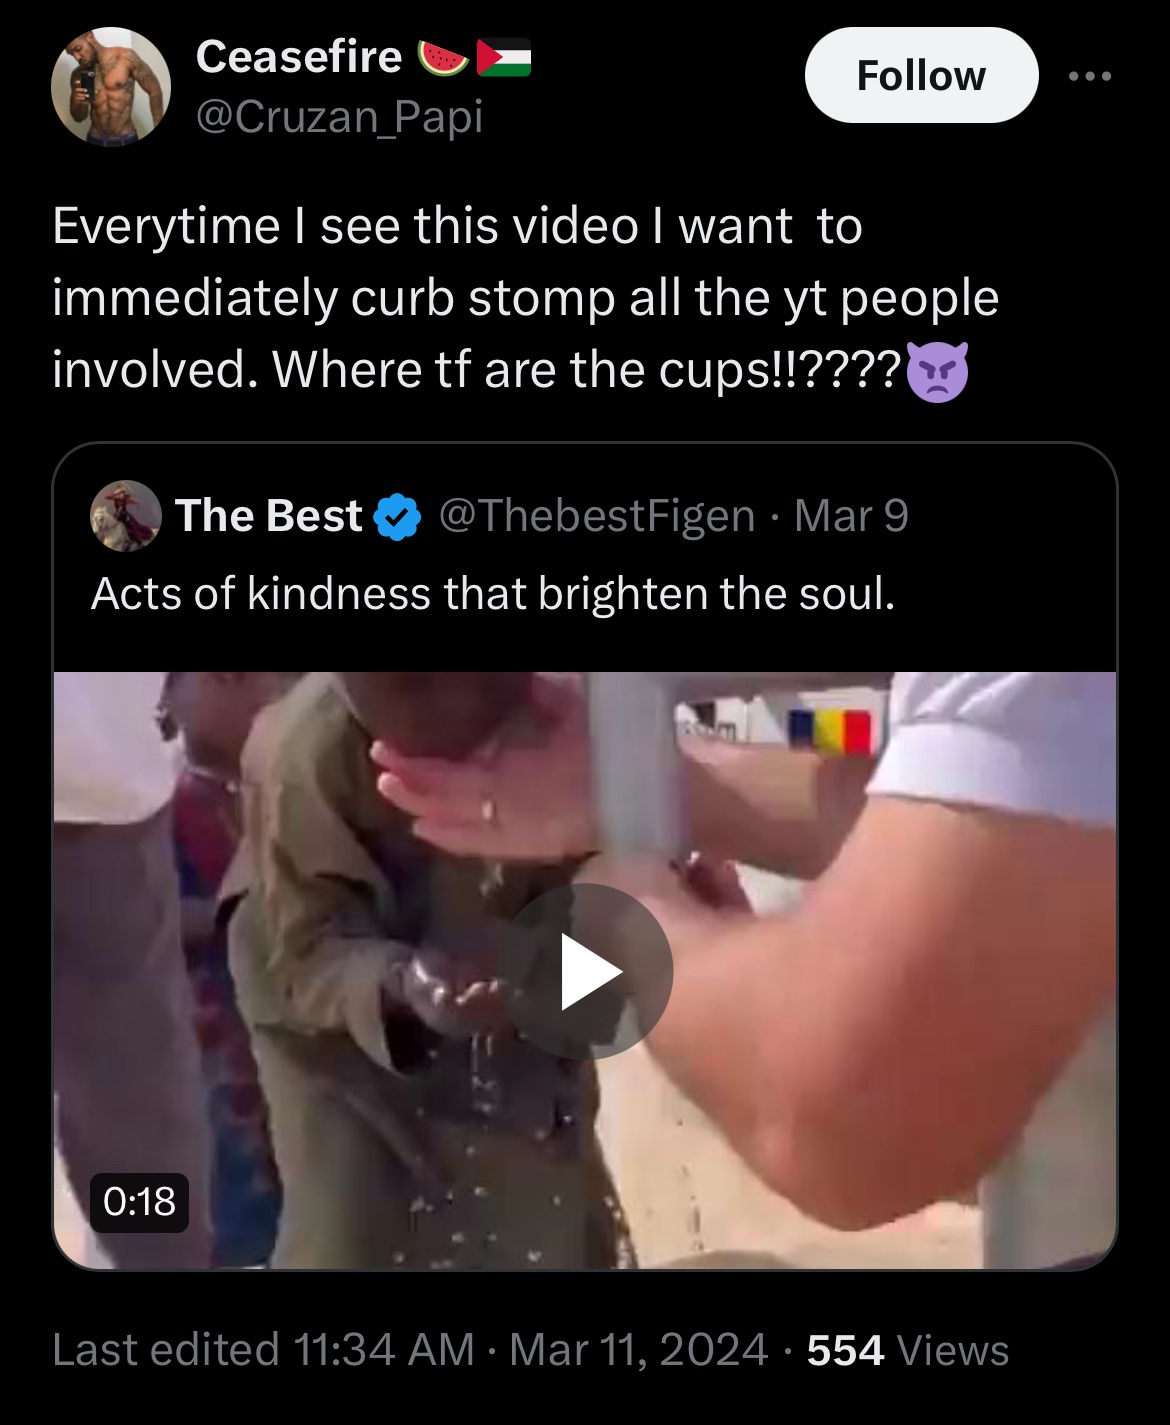 Ceasefire 🍉🇵🇸
@Cruzan_Papi
Follow
Everytime I see this video I want  to
immediately curb stomp all the yt people
involved. Where tf are the cups!!????👿
The Best @ThebestFigen · Mar 9
Acts of kindness that brighten the soul.
0:18
Last edited 11:34 AM · Mar 11, 2024 · 554 Views